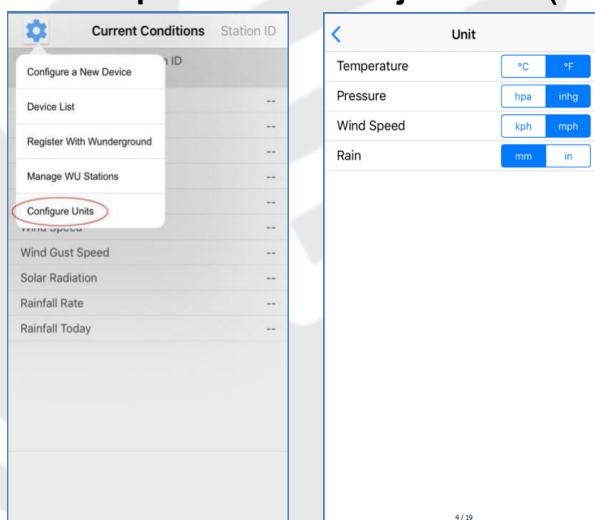 Current Conditions Station ID
n ID
Configure a New Device
Device List
Register With Wunderground
Manage WU Stations
Configure Units
Wind Speed
Wind Gust Speed
Solar Radiation
Rainfall Rate
Rainfall Today
--
--
--
--
--
--
--
--
--
Unit
Temperature °C °F
Pressure hpa inhg
Wind Speed kph mph
Rain mm in
4 / 19